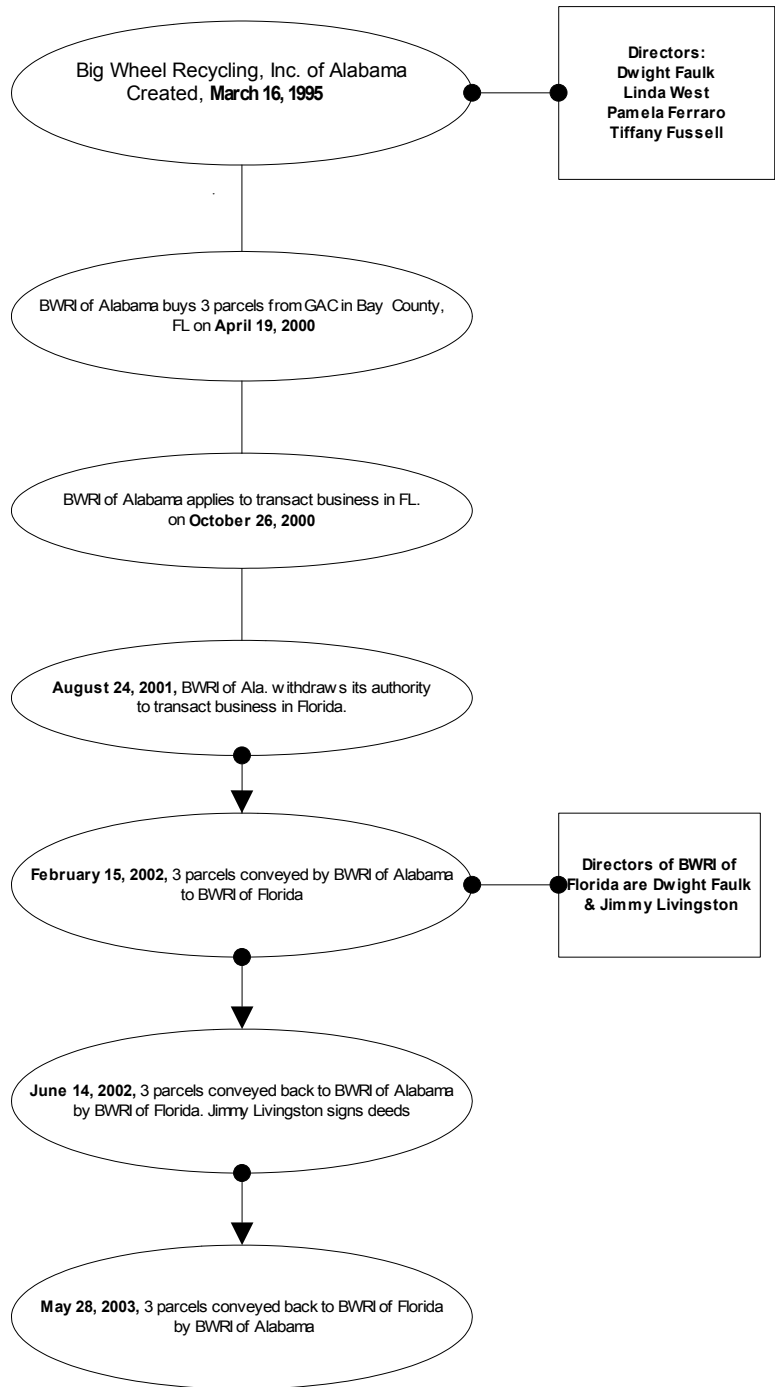 Big Wheel Recycling, Inc. of Alabama
Created, March 16, 1995
Directors:
Dwight Faulk
Linda West
Pamela Ferraro
Tiffany Fussell
BWRI of Alabama buys 3 parcels from GAC in Bay County,
FL on April 19, 2000
BWRI of Alabama applies to transact business in FL.
on October 26, 2000
August 24, 2001, BWRI of Ala. withdraws its authority
to transact business in Florida.
February 15, 2002, 3 parcels conveyed by BWRI of Alabama
to BWRI of Florida
Directors of BWRI of
Florida are Dwight Faulk
& Jimmy Livingston
June 14, 2002, 3 parcels conveyed back to BWRI of Alabama
by BWRI of Florida. Jimmy Livingston signs deeds
May 28, 2003, 3 parcels conveyed back to BWRI of Florida
by BWRI of Alabama